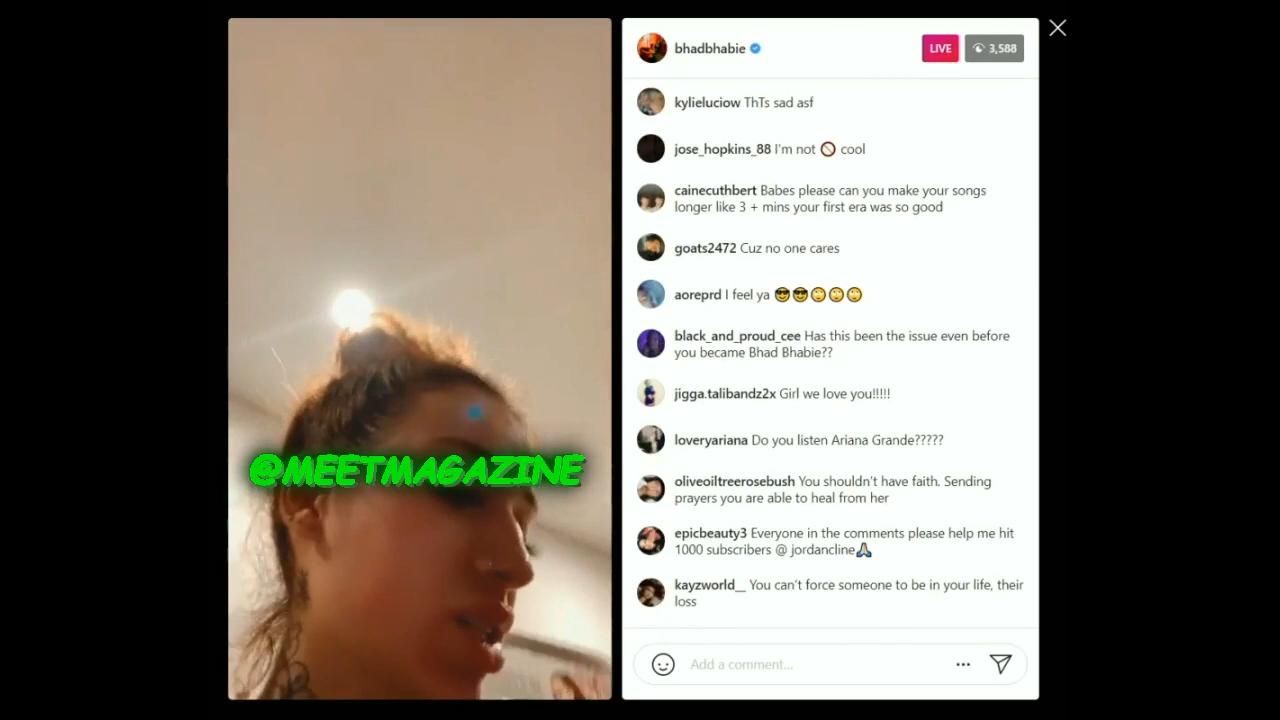 bhadbhabie
LIVE
3,588
kylieluciow ThTs sad asf
jose_hopkins_88 I'm not 🚫 cool
cainecuthbert Babes please can you make your songs
longer like 3 + mins your first era was so good
goats2472 Cuz no one cares
aoreprd I feel ya 😎😎🙄🙄🙄
black_and_proud_cee Has this been the issue even before
you became Bhad Bhabie??
jigga.talibandz2x Girl we love you!!!!!
loveryariana Do you listen Ariana Grande?????
@MEETMAGAZINE
oliveoiltreerosebush You shouldn't have faith. Sending
prayers you are able to heal from her
epicbeauty3 Everyone in the comments please help me hit
1000 subscribers @ jordancline🙏🏼
kayzworld__ You can't force someone to be in your life, their
loss
Add a comment...